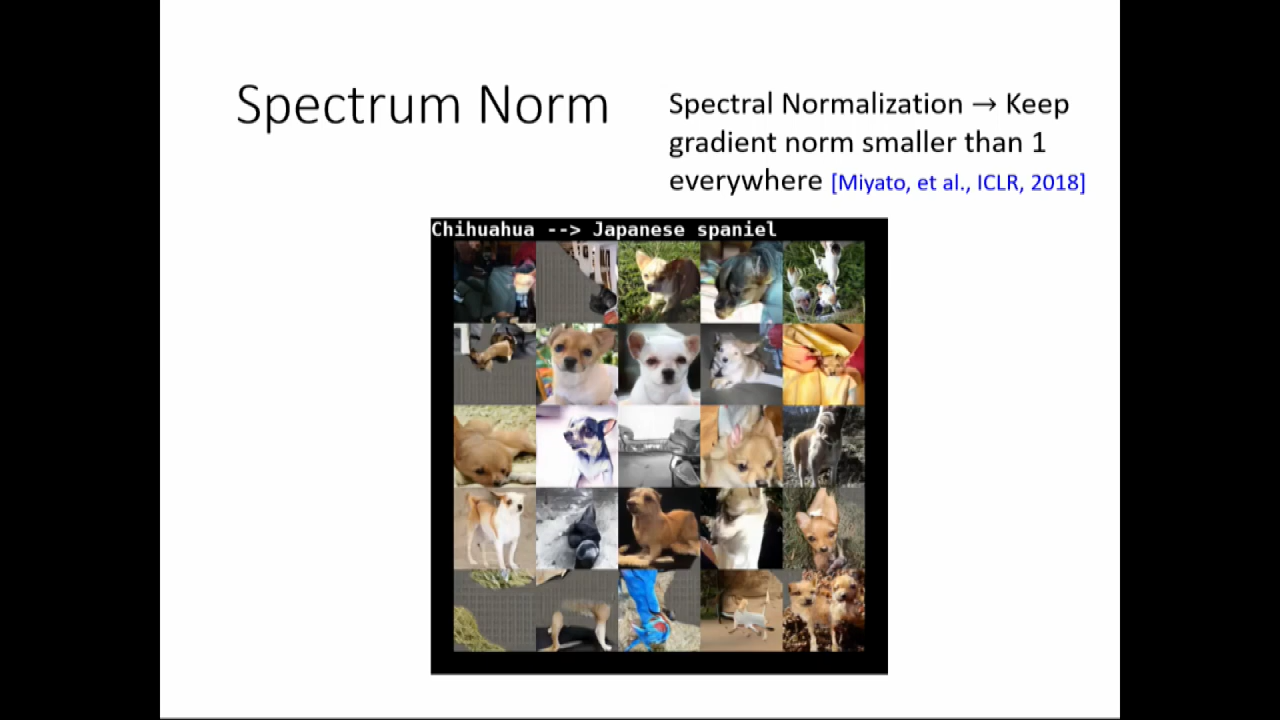 Spectrum Norm
Spectral Normalization → Keep
gradient norm smaller than 1
everywhere [Miyato, et al., ICLR, 2018]
Chihuahua --> Japanese spaniel